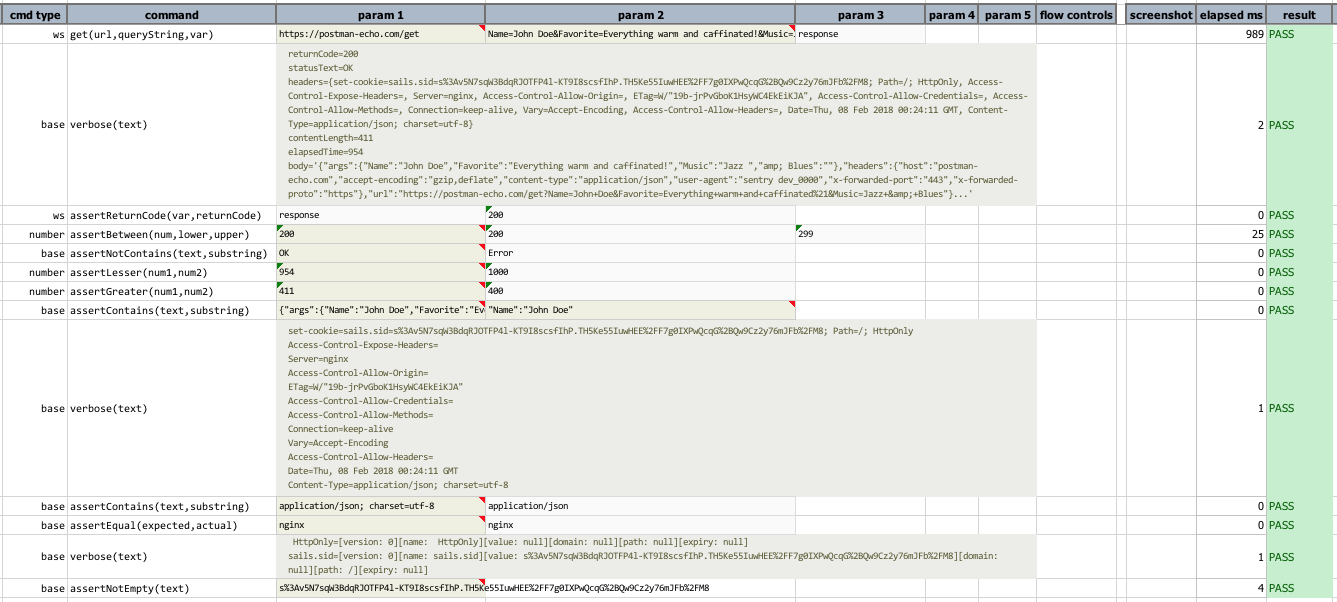 cmd type command param 1 param 2 param 3 param 4 param 5 flow controls screenshot elapsed ms result
ws get(url,queryString,var) https://postman-echo.com/get Name=John Doe&Favorite=Everything warm and caffinated!&Music=. response 989 PASS
returnCode=200
statusText=OK
headers={set-cookie=sails.sid=s%3Av5N7sqW3BdqRJOTFP4l-KT9I8scsfIhP.TH5Ke55IuwHEE%2FF7g0IXPwQcqG%2BQw9Cz2y76mJFb%2FM8; Path=/; HttpOnly, Access-
Control-Expose-Headers=, Server=nginx, Access-Control-Allow-Origin=, ETag=W/"19b-jrPvGboK1HsyWC4EkEiKJA", Access-Control-Allow-Credentials=, Access-
Control-Allow-Methods=, Connection=keep-alive, Vary=Accept-Encoding, Access-Control-Allow-Headers=, Date=Thu, 08 Feb 2018 00:24:11 GMT, Content-
Type=application/json; charset=utf-8}
base verbose(text) 2 PASS
contentLength=411
elapsedTime=954
body='{"args":{"Name":"John Doe","Favorite":"Everything warm and caffinated!","Music":"Jazz ","amp; Blues":""},"headers":{"host":"postman-
echo.com","accept-encoding":"gzip,deflate","content-type":"application/json","user-agent":"sentry dev_0000","x-forwarded-port":"443","x-forwarded-
proto":"https"},"url":"https://postman-echo.com/get?Name=John+Doe&Favorite=Everything+warm+and+caffinated%21&Music=Jazz+&amp;+Blues"}...'
ws assertReturnCode(var,returnCode) response 200 0 PASS
number assertBetween(num,lower,upper) 200 200 299 25 PASS
base assertNotContains(text,substring) OK Error 0 PASS
number assertLesser(num1,num2) 954 1000 0 PASS
number assertGreater(num1,num2) 411 400 0 PASS
base assertContains(text,substring) {"args":{"Name":"John Doe","Favorite":"Ev "Name":"John Doe" 0 PASS
set-cookie=sails.sid=s%3Av5N7sqW3BdqRJOTFP4l-KT9I8scsfIhP.TH5Ke55IuwHEE%2FF7g0IXPwQcqG%2BQw9Cz2y76mJFb%2FM8; Path=/; HttpOnly
Access-Control-Expose-Headers=
Server=nginx
Access-Control-Allow-Origin=
ETag=W/"19b-jrPvGboK1HsyWC4EkEiKJA"
Access-Control-Allow-Credentials=
base verbose(text) Access-Control-Allow-Methods= 1 PASS
Connection=keep-alive
Vary=Accept-Encoding
Access-Control-Allow-Headers=
Date=Thu, 08 Feb 2018 00:24:11 GMT
Content-Type=application/json; charset=utf-8
base assertContains(text,substring) application/json; charset=utf-8 application/json 0 PASS
base assertEqual(expected,actual) nginx nginx 0 PASS
HttpOnly=[version: 0][name:  HttpOnly][value: null][domain: null][path: null][expiry: null]
base verbose(text) sails.sid=[version: 0][name: sails.sid][value: s%3Av5N7sqW3BdqRJOTFP4l-KT9I8scsfIhP.TH5Ke55IuwHEE%2FF7g0IXPwQcqG%2BQw9Cz2y76mJFb%2FM8][domain: 1 PASS
null][path: /][expiry: null]
base assertNotEmpty(text) s%3Av5N7sqW3BdqRJOTFP4l-KT9I8scsfIhP.TH5Ke55IuwHEE%2FF7g0IXPwQcqG%2BQw9Cz2y76mJFb%2FM8 4 PASS